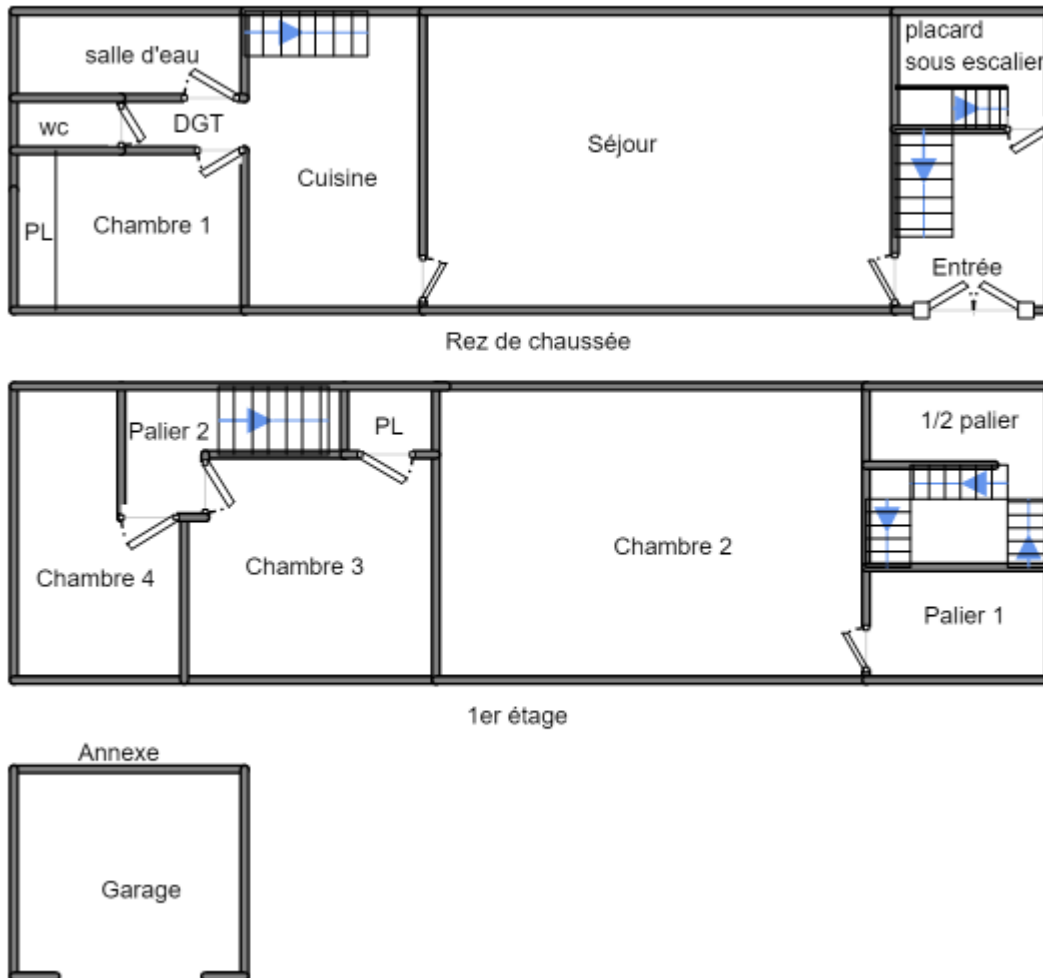 salle d'eau
placard
sous escalier
wc
DGT
Séjour
Cuisine
PL
Chambre 1
Entrée
Rez de chaussée
Palier 2
PL
1/2 palier
Chambre 4
Chambre 3
Chambre 2
Palier 1
1er étage
Annexe
Garage